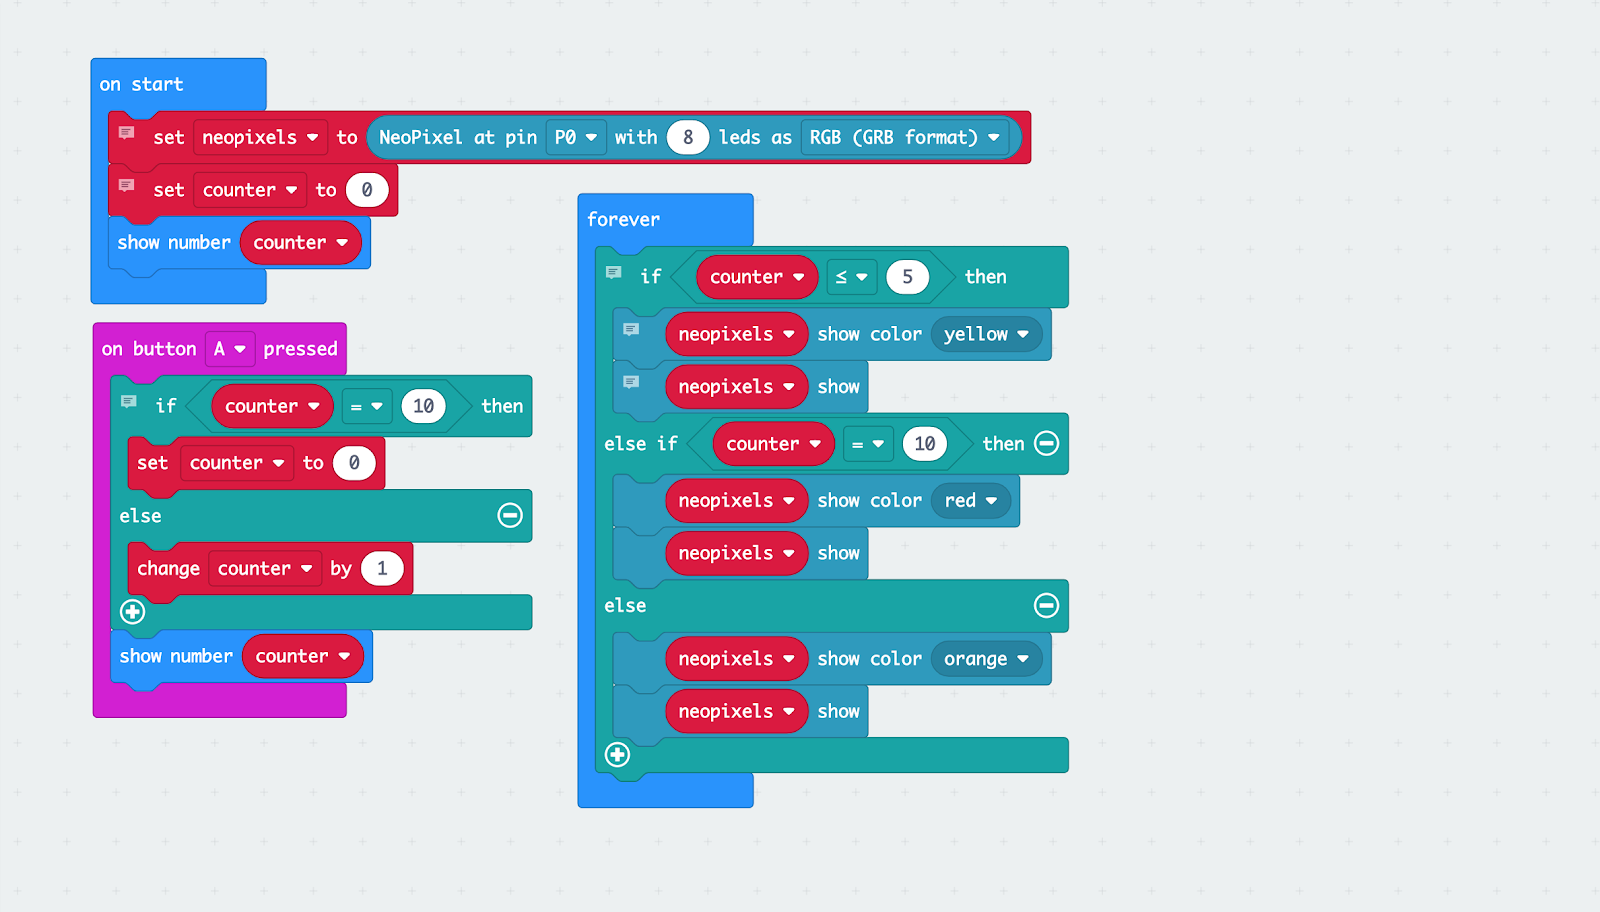 on start
set neopixels to NeoPixel at pin P0 with 8 leds as RGB (GRB format)
set counter to 0
show number counter
on button A pressed
if counter = 10 then
set counter to 0
else
change counter by 1
show number counter
forever
if counter ≤ 5 then
neopixels show color yellow
neopixels show
else if counter = 10 then
neopixels show color red
neopixels show
else
neopixels show color orange
neopixels show